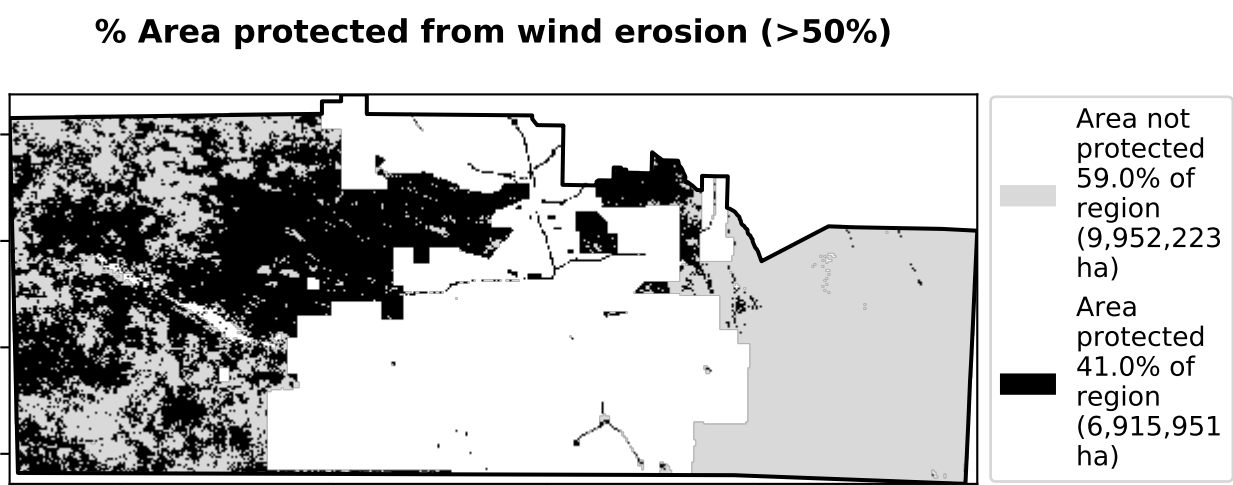 % Area protected from wind erosion (>50%)
Area not
protected
59.0% of
region
(9,952,223
ha)
Area
protected
41.0% of
region
(6,915,951
ha)